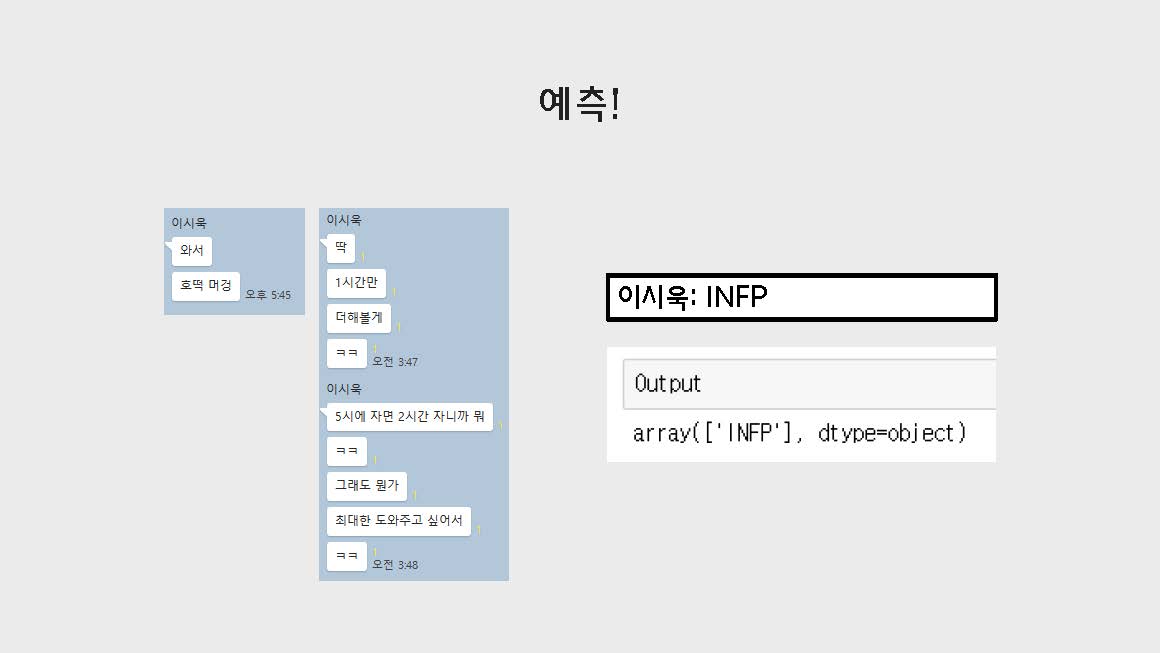 예측!
이시욱
와서
호떡 머겅
오후 5:45
이시욱
딱
1
1시간만
1
더해볼게
1
ㅋㅋ
1
오전 3:47
이시욱
5시에 자면 2시간 자니까 뭐
1
ㅋㅋ
1
그래도 뭔가
1
최대한 도와주고 싶어서
1
ㅋㅋ
1
오전 3:48
이시욱: INFP
Output
array(['INFP'], dtype=object)